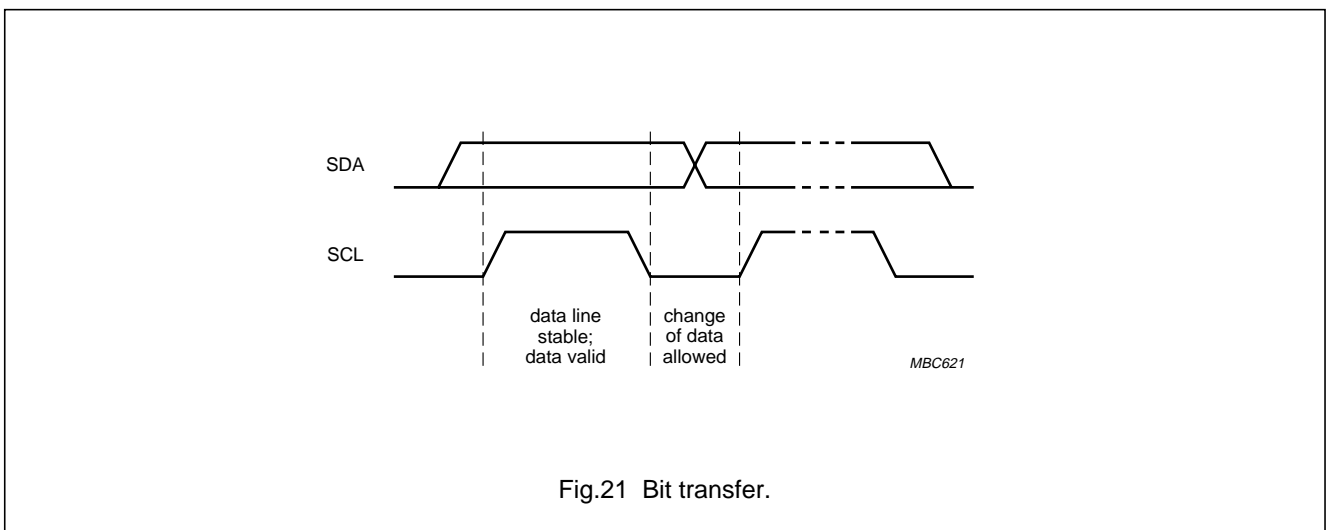 SDA
SCL
data line
stable;
data valid
change
of data
allowed
MBC621
Fig.21 Bit transfer.